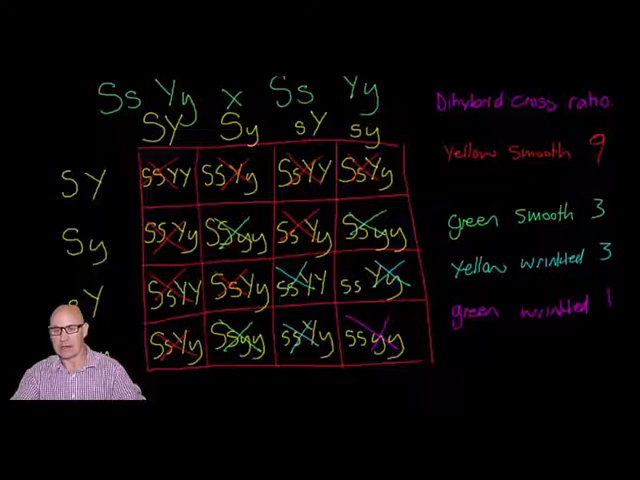 Ss Yy x Ss Yy
SY Sy sY sy
SY SSYY SSYy SsYY SsYy
Sy SSYy SSyy SsYy Ssyy
sY SsYY SsYy ssYY ssYy
SsYy Ssyy ssYy ssyy
Dihybrid cross ratio.
Yellow smooth 9
green smooth 3
Yellow wrinkled 3
green wrinkled 1